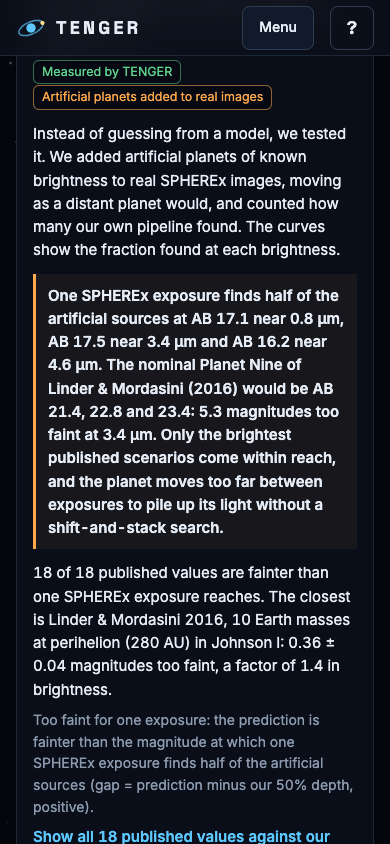 TENGER
Menu
?
Measured by TENGER
Artificial planets added to real images
Instead of guessing from a model, we tested
it. We added artificial planets of known
brightness to real SPHEREx images, moving
as a distant planet would, and counted how
many our own pipeline found. The curves
show the fraction found at each brightness.
One SPHEREx exposure finds half of the
artificial sources at AB 17.1 near 0.8 μm,
AB 17.5 near 3.4 μm and AB 16.2 near
4.6 μm. The nominal Planet Nine of
Linder & Mordasini (2016) would be AB
21.4, 22.8 and 23.4: 5.3 magnitudes too
faint at 3.4 μm. Only the brightest
published scenarios come within reach,
and the planet moves too far between
exposures to pile up its light without a
shift-and-stack search.
18 of 18 published values are fainter than
one SPHEREx exposure reaches. The closest
is Linder & Mordasini 2016, 10 Earth masses
at perihelion (280 AU) in Johnson I: 0.36 ±
0.04 magnitudes too faint, a factor of 1.4 in
brightness.
Too faint for one exposure: the prediction is
fainter than the magnitude at which one
SPHEREx exposure finds half of the artificial
sources (gap = prediction minus our 50% depth,
positive).
Show all 18 published values against our